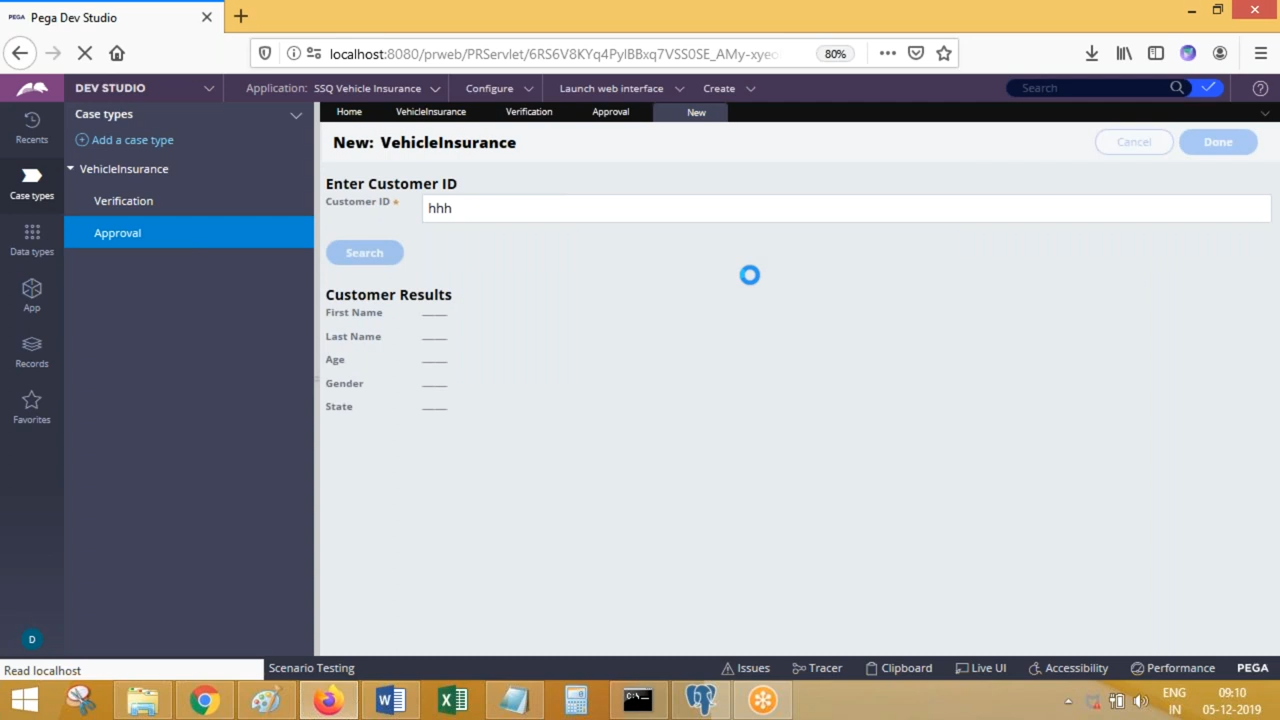 PEGA Pega Dev Studio
localhost:8080/prweb/PRServlet/6RS6V8KYq4PylBBxq7VSS0SE_AMy-xyeo
80%
DEV STUDIO
Application: SSQ Vehicle Insurance
Configure
Launch web interface
Create
Search
Recents
Case types
Data types
App
Records
Favorites
D
Case types
Add a case type
VehicleInsurance
Verification
Approval
Home
VehicleInsurance
Verification
Approval
New
New: VehicleInsurance
Cancel
Done
Enter Customer ID
Customer ID *
hhh
Search
Customer Results
First Name
Last Name
Age
Gender
State
Read localhost
Scenario Testing
Issues
Tracer
Clipboard
Live UI
Accessibility
Performance
PEGA
ENG
IN
09:10
05-12-2019